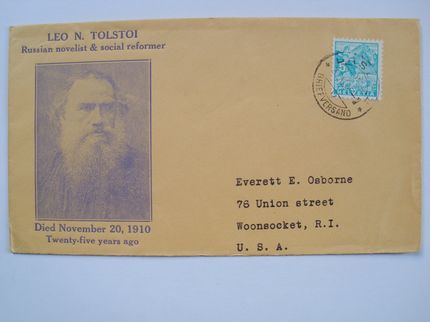 LEO N. TOLSTOI
Russian novelist & social reformer
HELVETIA
BRIEFVERSAND
Everett E. Osborne
76 Union street
Woonsocket, R.I.
U. S. A.
Died November 20, 1910
Twenty-five years ago